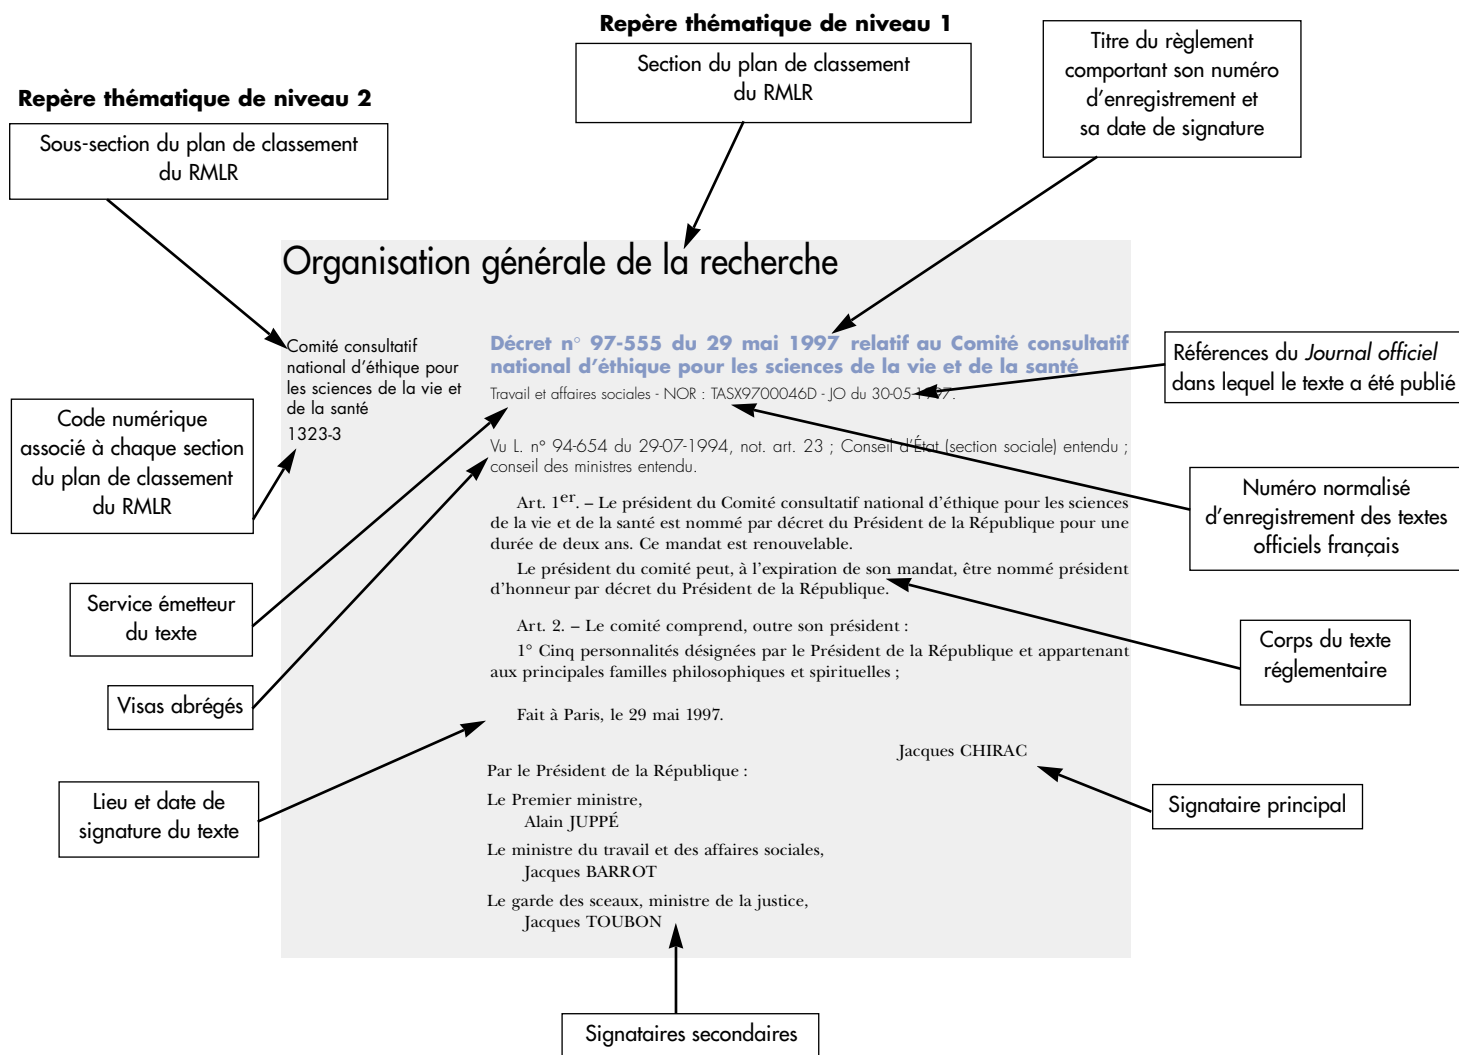 Repère thématique de niveau 1
Section du plan de classement
du RMLR
Titre du règlement
comportant son numéro
d'enregistrement et
sa date de signature
Repère thématique de niveau 2
Sous-section du plan de classement
du RMLR
Organisation générale de la recherche
Comité consultatif
national d'éthique pour
les sciences de la vie et
de la santé
1323-3
Décret n° 97-555 du 29 mai 1997 relatif au Comité consultatif
national d'éthique pour les sciences de la vie et de la santé
Travail et affaires sociales - NOR : TASX9700046D - JO du 30-05-1997.
Références du Journal officiel
dans lequel le texte a été publié
Code numérique
associé à chaque section
du plan de classement
du RMLR
Vu L. n° 94-654 du 29-07-1994, not. art. 23 ; Conseil d'État (section sociale) entendu ;
conseil des ministres entendu.
Numéro normalisé
d'enregistrement des textes
officiels français
Art. 1er. – Le président du Comité consultatif national d'éthique pour les sciences
de la vie et de la santé est nommé par décret du Président de la République pour une
durée de deux ans. Ce mandat est renouvelable.
Le président du comité peut, à l'expiration de son mandat, être nommé président
d'honneur par décret du Président de la République.
Service émetteur
du texte
Art. 2. – Le comité comprend, outre son président :
1° Cinq personnalités désignées par le Président de la République et appartenant
aux principales familles philosophiques et spirituelles ;
Corps du texte
réglementaire
Visas abrégés
Fait à Paris, le 29 mai 1997.
Jacques CHIRAC
Par le Président de la République :
Lieu et date de
signature du texte
Signataire principal
Le Premier ministre,
Alain JUPPÉ
Le ministre du travail et des affaires sociales,
Jacques BARROT
Le garde des sceaux, ministre de la justice,
Jacques TOUBON
Signataires secondaires